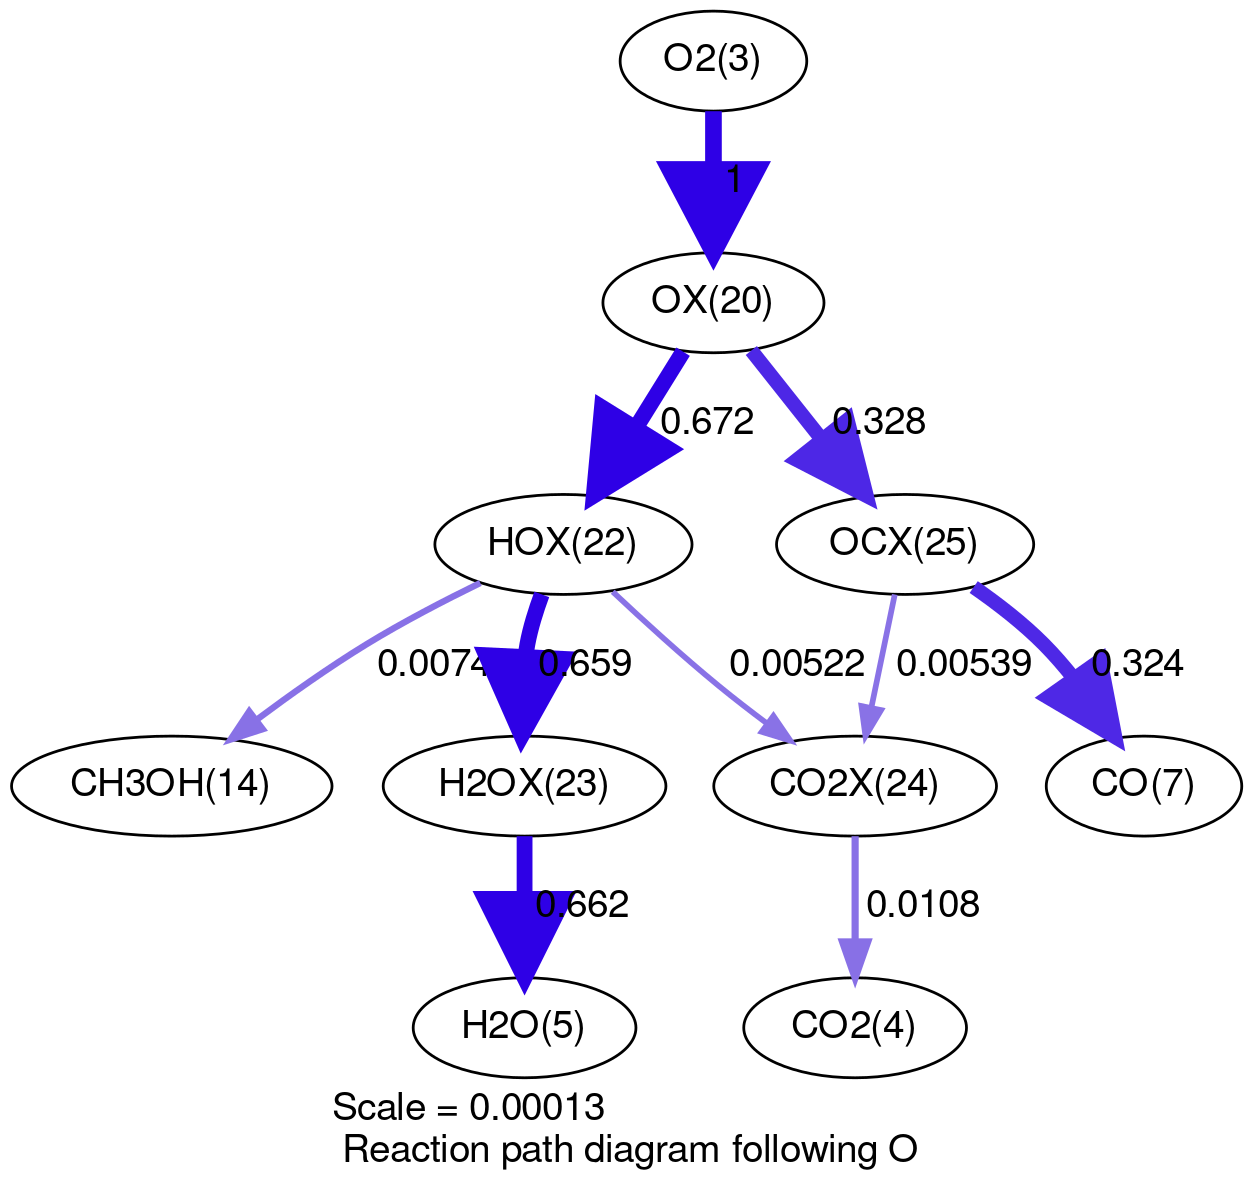 O2(3)
1
OX(20)
0.672
0.328
HOX(22)
OCX(25)
0.0074
0.659
0.00522
0.00539
0.324
CH3OH(14)
H2OX(23)
CO2X(24)
CO(7)
0.662
0.0108
H2O(5)
CO2(4)
Scale = 0.00013
Reaction path diagram following O